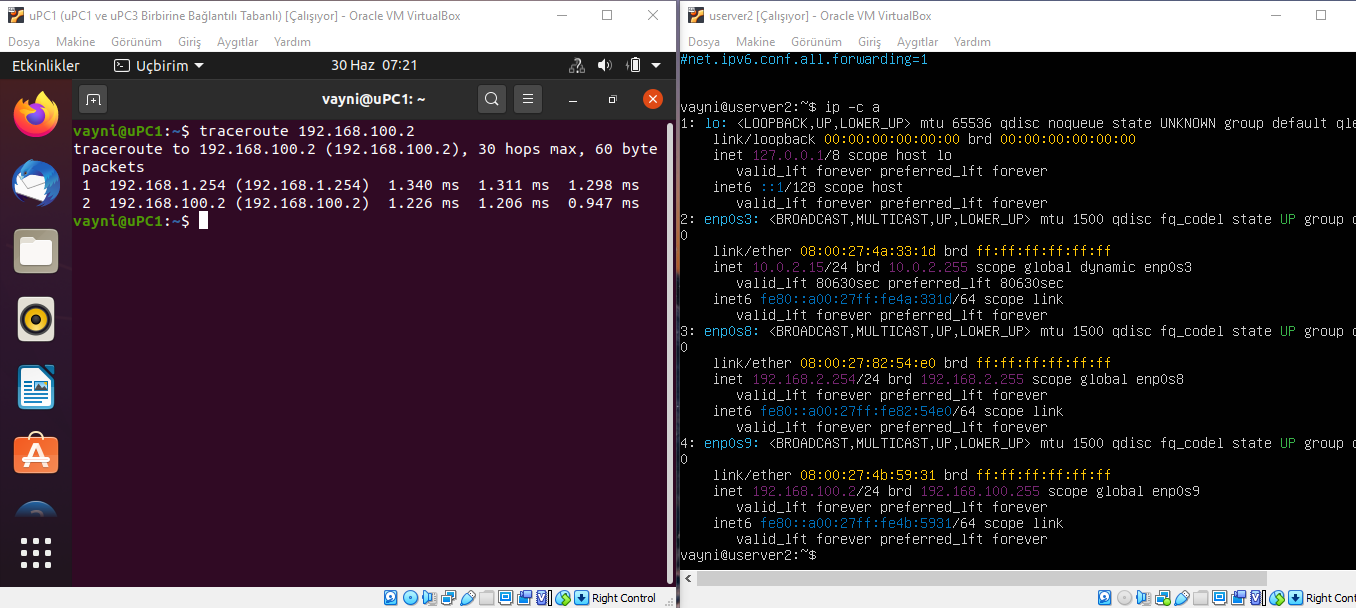 uPC1 (uPC1 ve uPC3 Birbirine Bağlantılı Tabanlı) [Çalışıyor] - Oracle VM VirtualBox
Dosya Makine Görünüm Giriş Aygıtlar Yardım
Etkinlikler Uçbirim 30 Haz 07:21
vayni@uPC1: ~
vayni@uPC1:~$ traceroute 192.168.100.2
traceroute to 192.168.100.2 (192.168.100.2), 30 hops max, 60 byte
packets
1 192.168.1.254 (192.168.1.254) 1.340 ms 1.311 ms 1.298 ms
2 192.168.100.2 (192.168.100.2) 1.226 ms 1.206 ms 0.947 ms
vayni@uPC1:~$
Right Control
userver2 [Çalışıyor] - Oracle VM VirtualBox
Dosya Makine Görünüm Giriş Aygıtlar Yardım
#net.ipv6.conf.all.forwarding=1
vayni@userver2:~$ ip -c a
1: lo: <LOOPBACK,UP,LOWER_UP> mtu 65536 qdisc noqueue state UNKNOWN group default qle
link/loopback 00:00:00:00:00:00 brd 00:00:00:00:00:00
inet 127.0.0.1/8 scope host lo
valid_lft forever preferred_lft forever
inet6 ::1/128 scope host
valid_lft forever preferred_lft forever
2: enp0s3: <BROADCAST,MULTICAST,UP,LOWER_UP> mtu 1500 qdisc fq_codel state UP group d
0
link/ether 08:00:27:4a:33:1d brd ff:ff:ff:ff:ff:ff
inet 10.0.2.15/24 brd 10.0.2.255 scope global dynamic enp0s3
valid_lft 80630sec preferred_lft 80630sec
inet6 fe80::a00:27ff:fe4a:331d/64 scope link
valid_lft forever preferred_lft forever
3: enp0s8: <BROADCAST,MULTICAST,UP,LOWER_UP> mtu 1500 qdisc fq_codel state UP group d
0
link/ether 08:00:27:82:54:e0 brd ff:ff:ff:ff:ff:ff
inet 192.168.2.254/24 brd 192.168.2.255 scope global enp0s8
valid_lft forever preferred_lft forever
inet6 fe80::a00:27ff:fe82:54e0/64 scope link
valid_lft forever preferred_lft forever
4: enp0s9: <BROADCAST,MULTICAST,UP,LOWER_UP> mtu 1500 qdisc fq_codel state UP group d
0
link/ether 08:00:27:4b:59:31 brd ff:ff:ff:ff:ff:ff
inet 192.168.100.2/24 brd 192.168.100.255 scope global enp0s9
valid_lft forever preferred_lft forever
inet6 fe80::a00:27ff:fe4b:5931/64 scope link
valid_lft forever preferred_lft forever
vayni@userver2:~$
Right Cont